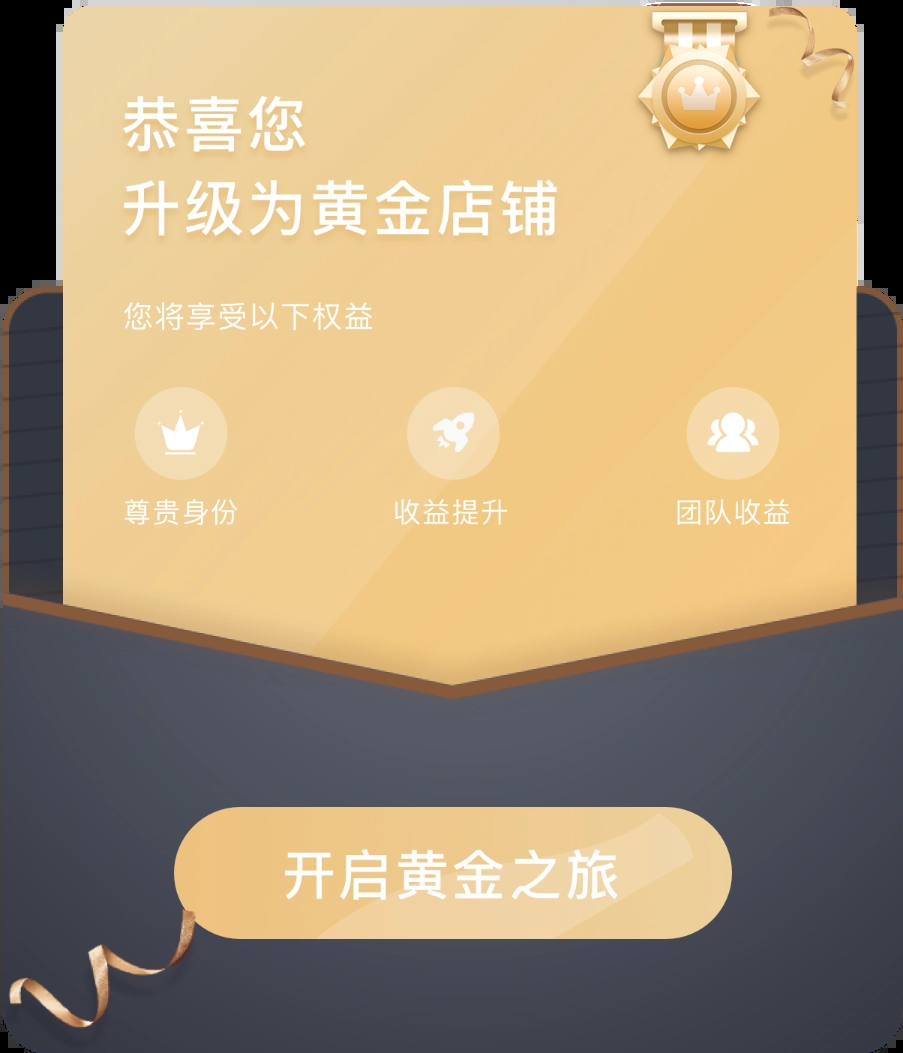 恭喜您
升级为黄金店铺
您将享受以下权益
尊贵身份
收益提升
团队收益
开启黄金之旅